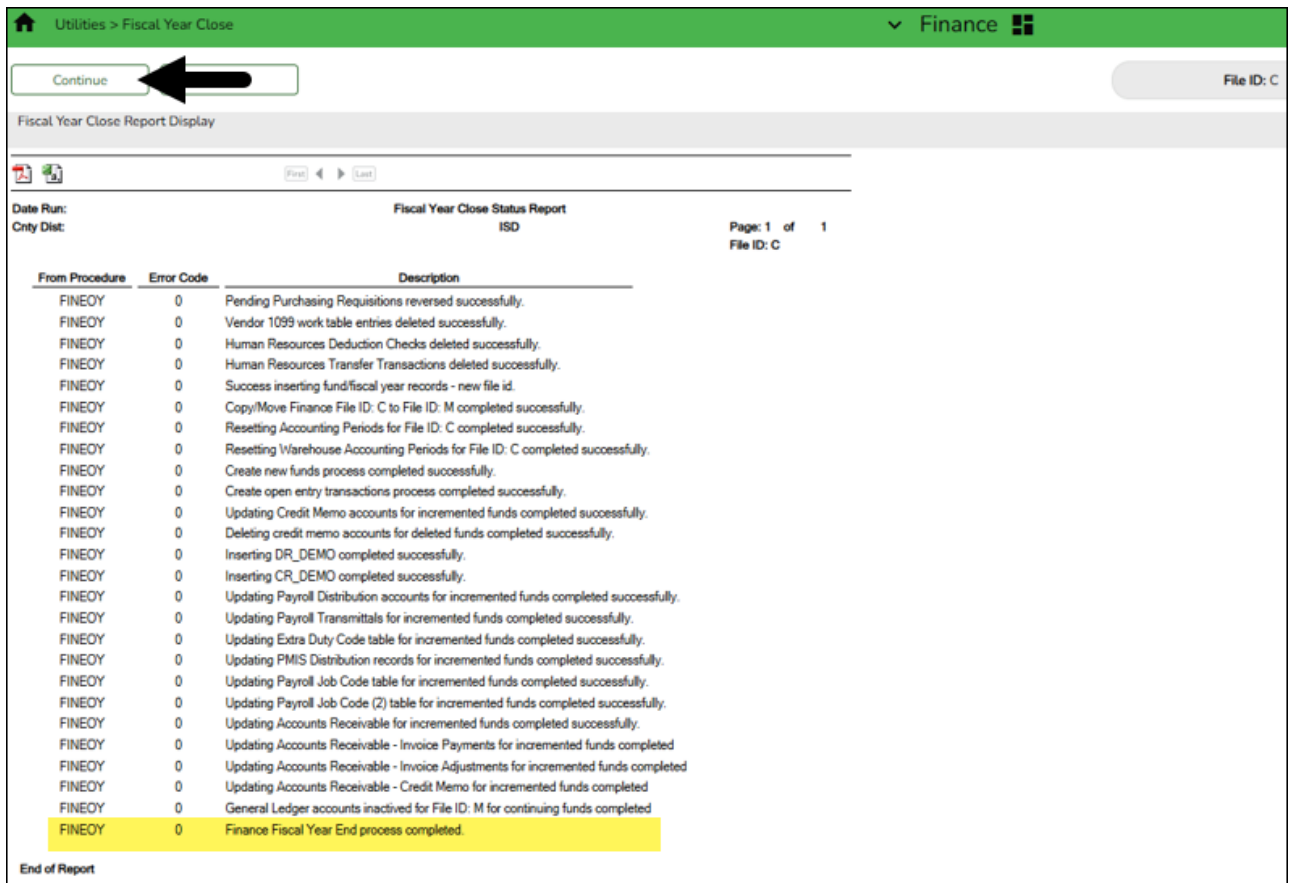 Utilities > Fiscal Year Close
Finance
Continue
File ID: C
Fiscal Year Close Report Display
First Last
Date Run: Fiscal Year Close Status Report
Cnty Dist: ISD Page: 1 of 1
File ID: C
From Procedure Error Code Description
FINEOY 0 Pending Purchasing Requisitions reversed successfully.
FINEOY 0 Vendor 1099 work table entries deleted successfully.
FINEOY 0 Human Resources Deduction Checks deleted successfully.
FINEOY 0 Human Resources Transfer Transactions deleted successfully.
FINEOY 0 Success inserting fund/fiscal year records - new file id.
FINEOY 0 Copy/Move Finance File ID: C to File ID: M completed successfully.
FINEOY 0 Resetting Accounting Periods for File ID: C completed successfully.
FINEOY 0 Resetting Warehouse Accounting Periods for File ID: C completed successfully.
FINEOY 0 Create new funds process completed successfully.
FINEOY 0 Create open entry transactions process completed successfully.
FINEOY 0 Updating Credit Memo accounts for incremented funds completed successfully.
FINEOY 0 Deleting credit memo accounts for deleted funds completed successfully.
FINEOY 0 Inserting DR_DEMO completed successfully.
FINEOY 0 Inserting CR_DEMO completed successfully.
FINEOY 0 Updating Payroll Distribution accounts for incremented funds completed successfully.
FINEOY 0 Updating Payroll Transmittals for incremented funds completed successfully.
FINEOY 0 Updating Extra Duty Code table for incremented funds completed successfully.
FINEOY 0 Updating PMIS Distribution records for incremented funds completed successfully.
FINEOY 0 Updating Payroll Job Code table for incremented funds completed successfully.
FINEOY 0 Updating Payroll Job Code (2) table for incremented funds completed successfully.
FINEOY 0 Updating Accounts Receivable for incremented funds completed successfully.
FINEOY 0 Updating Accounts Receivable - Invoice Payments for incremented funds completed
FINEOY 0 Updating Accounts Receivable - Invoice Adjustments for incremented funds completed
FINEOY 0 Updating Accounts Receivable - Credit Memo for incremented funds completed
FINEOY 0 General Ledger accounts inactived for File ID: M for continuing funds completed
FINEOY 0 Finance Fiscal Year End process completed.
End of Report